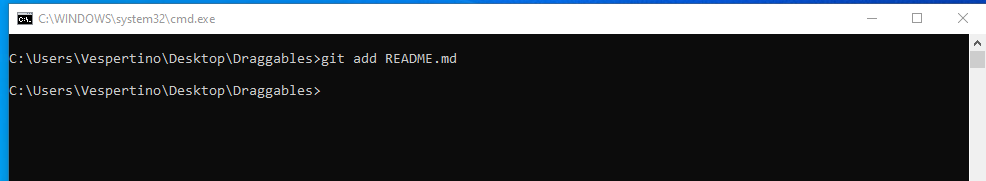 C:\WINDOWS\system32\cmd.exe
C:\Users\Vespertino\Desktop\Draggables>git add README.md
C:\Users\Vespertino\Desktop\Draggables>